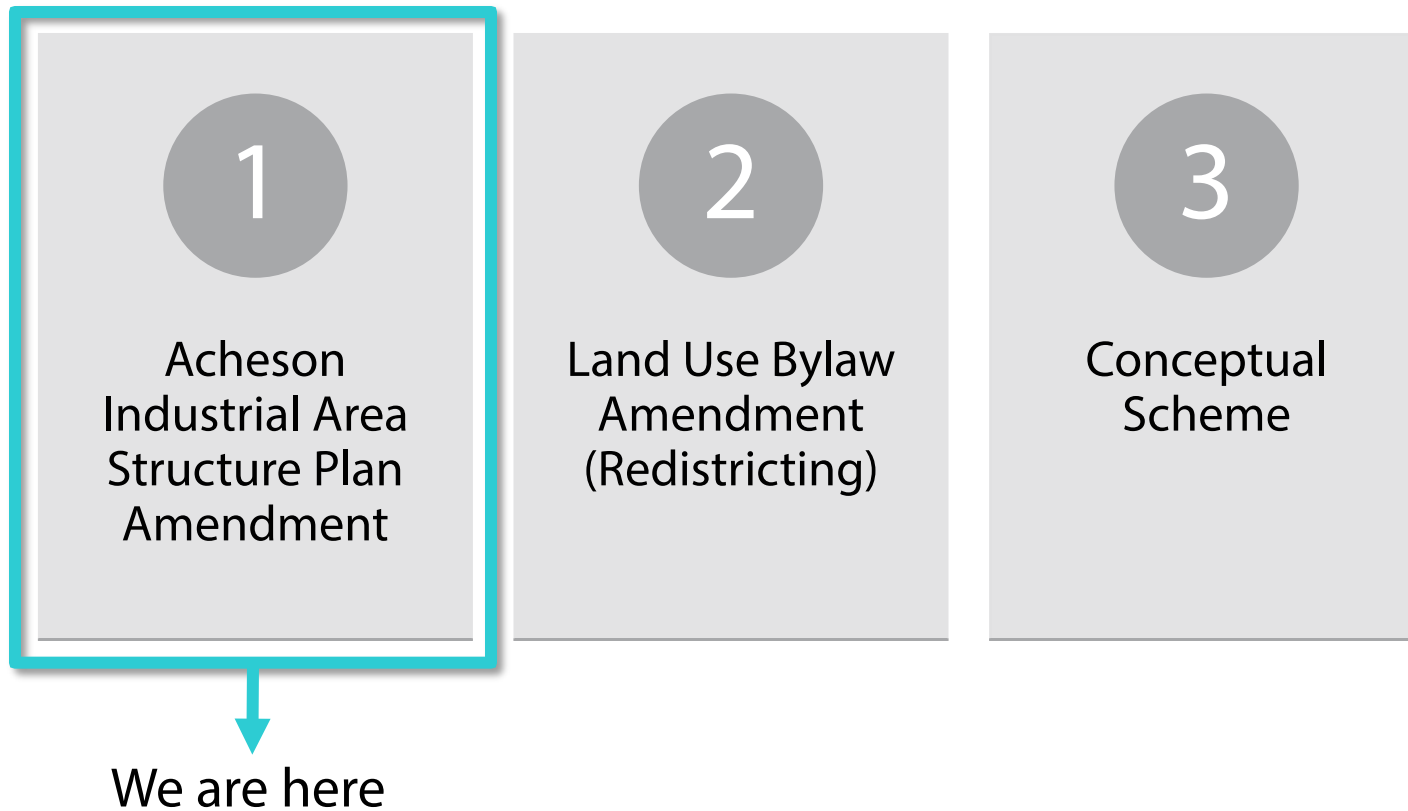 1
Acheson
Industrial Area
Structure Plan
Amendment
2
Land Use Bylaw
Amendment
(Redistricting)
3
Conceptual
Scheme
We are here